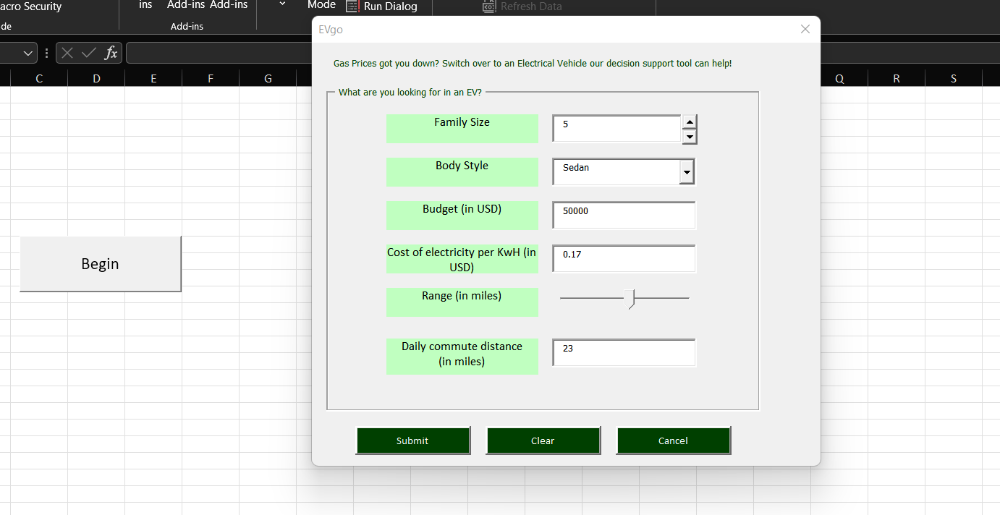 acro Security
ins Add-ins Add-ins
Mode
Run Dialog
Refresh Data
de
Add-ins
fx
C D E F G Q R S
Begin
EVgo
Gas Prices got you down? Switch over to an Electrical Vehicle our decision support tool can help!
What are you looking for in an EV?
Family Size
5
Body Style
Sedan
Budget (in USD)
50000
Cost of electricity per KwH (in
USD)
0.17
Range (in miles)
Daily commute distance
(in miles)
23
Submit
Clear
Cancel